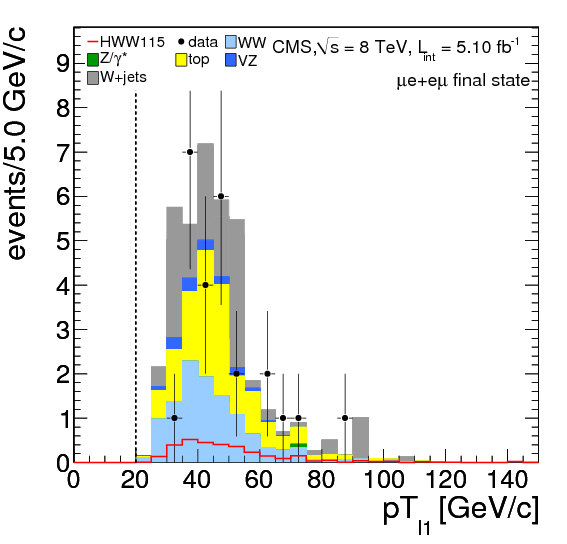 HWW115 data WW CMS,√s = 8 TeV, L_int = 5.10 fb⁻¹
Z/γ* top VZ
W+jets μe+eμ final state
events/5.0 GeV/c
9
8
7
6
5
4
3
2
1
0
0 20 40 60 80 100 120 140
pT_l1 [GeV/c]